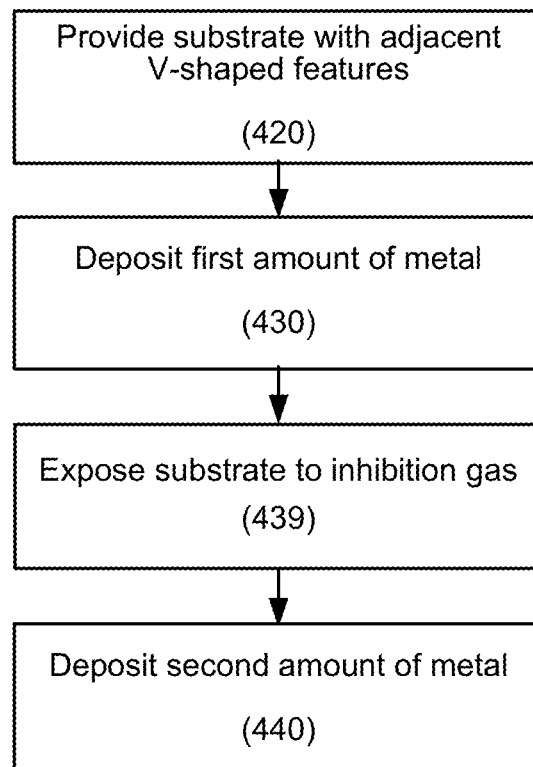 Provide substrate with adjacent
V-shaped features
(420)
Deposit first amount of metal
(430)
Expose substrate to inhibition gas
(439)
Deposit second amount of metal
(440)